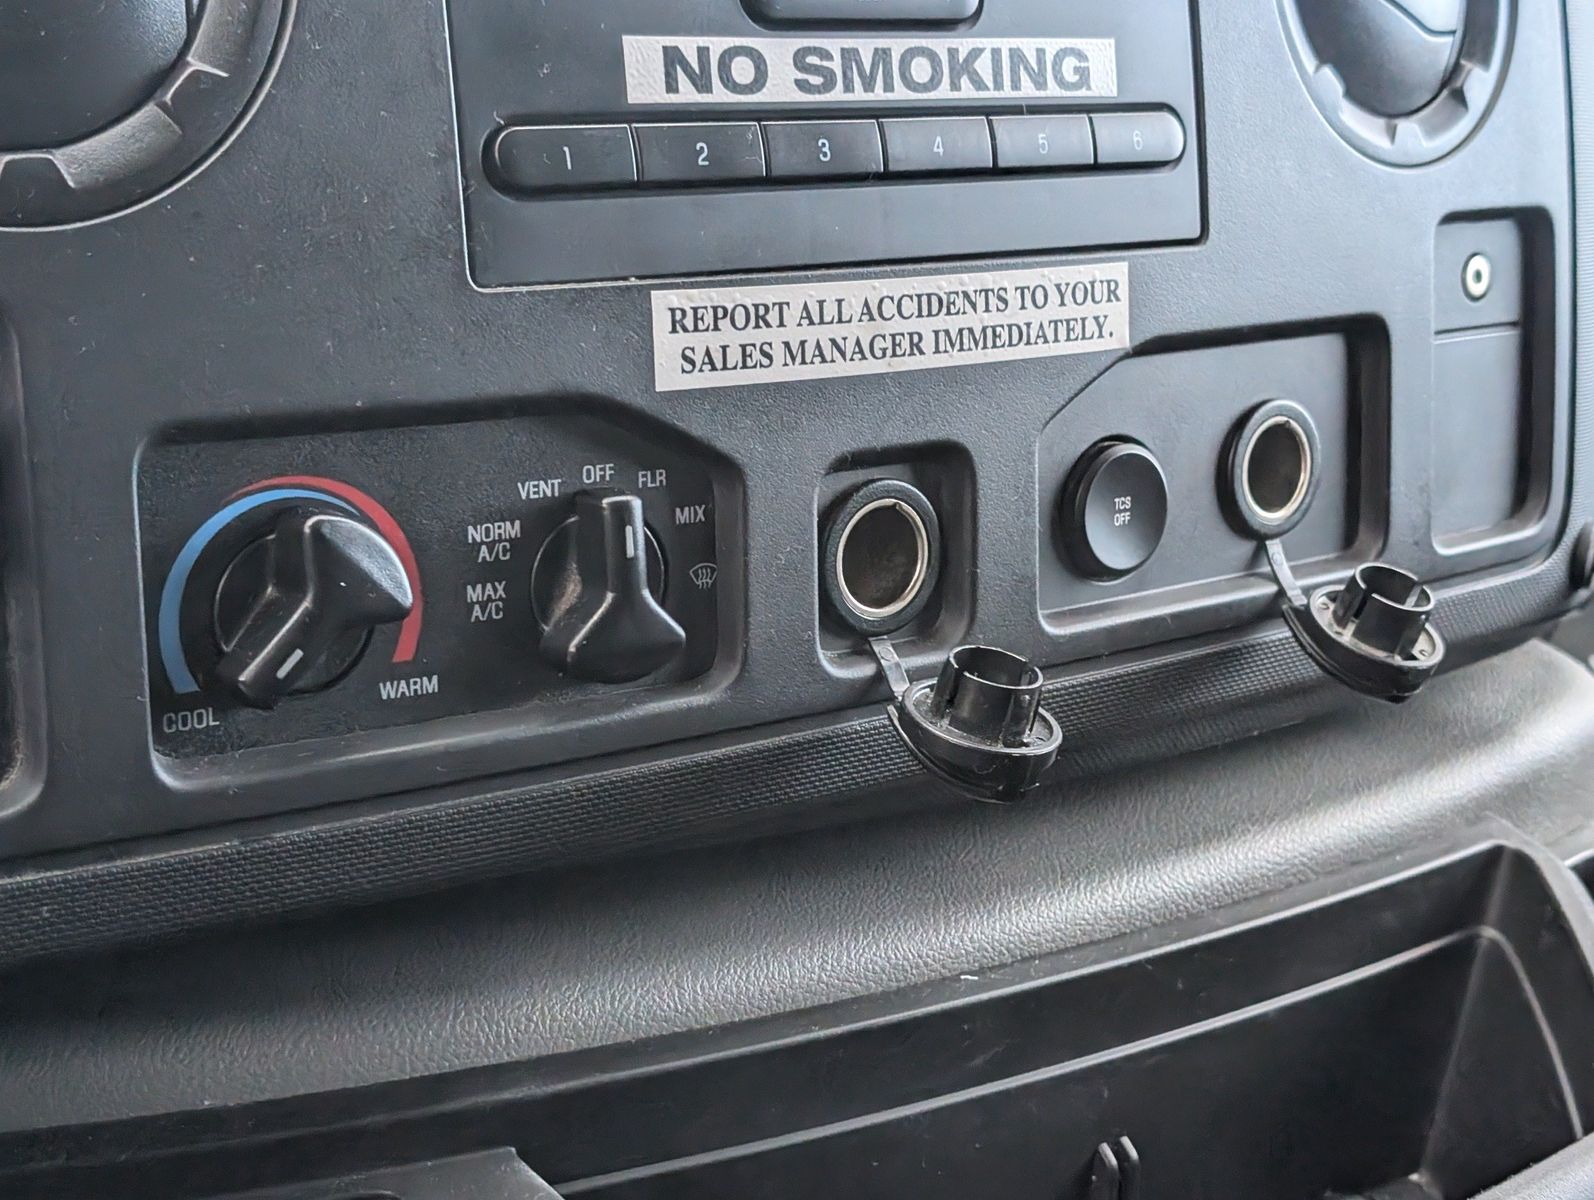 NO SMOKING
1 2 3 4 5 6
REPORT ALL ACCIDENTS TO YOUR
SALES MANAGER IMMEDIATELY.
COOL
WARM
MAX
A/C
NORM
A/C
VENT
OFF
FLR
MIX
TCS
OFF